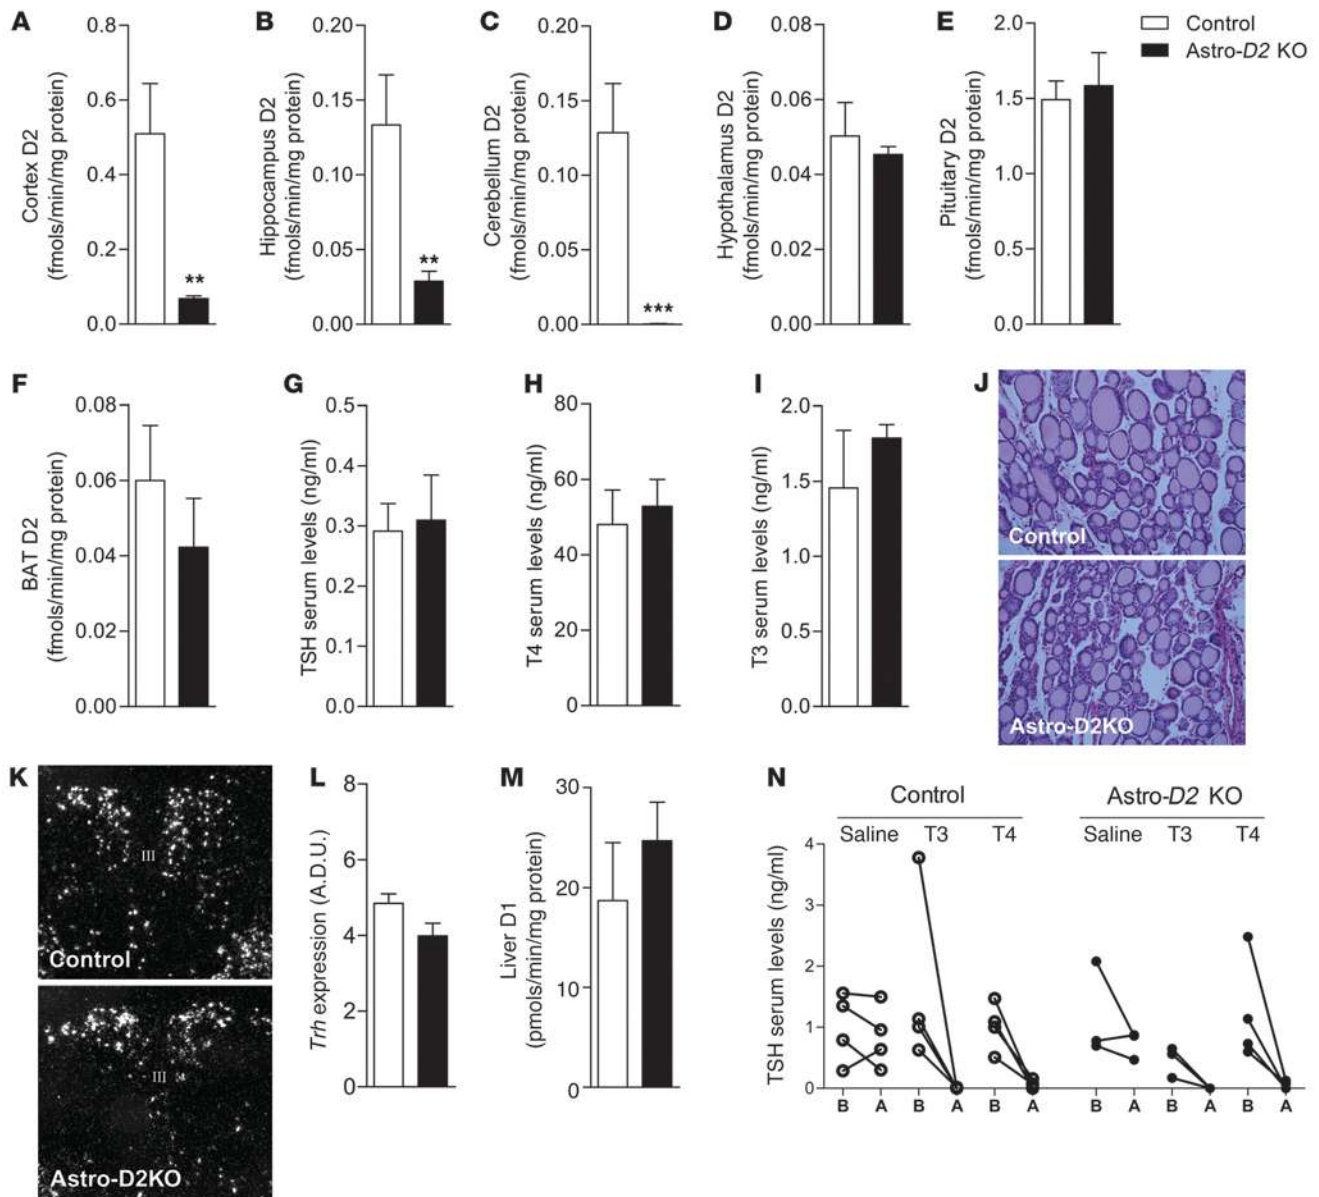 A
B
C
D
E
Control
Astro-D2 KO
Cortex D2
(fmols/min/mg protein)
0.8
0.6
0.4
0.2
0.0
**
Hippocampus D2
(fmols/min/mg protein)
0.20
0.15
0.10
0.05
0.00
**
Cerebellum D2
(fmols/min/mg protein)
0.20
0.15
0.10
0.05
0.00
***
Hypothalamus D2
(fmols/min/mg protein)
0.08
0.06
0.04
0.02
0.00
Pituitary D2
(fmols/min/mg protein)
2.0
1.5
1.0
0.5
0.0
F
G
H
I
J
BAT D2
(fmols/min/mg protein)
0.08
0.06
0.04
0.02
0.00
TSH serum levels (ng/ml)
0.5
0.4
0.3
0.2
0.1
0.0
T4 serum levels (ng/ml)
80
60
40
20
0
T3 serum levels (ng/ml)
2.0
1.5
1.0
0.5
0.0
Control
Astro-D2KO
K
L
M
N
III
Control
III
Astro-D2KO
Trh expression (A.D.U.)
8
6
4
2
0
Liver D1
(pmols/min/mg protein)
30
20
10
0
Control
Astro-D2 KO
Saline T3 T4 Saline T3 T4
TSH serum levels (ng/ml)
4
3
2
1
0
B A B A B A B A B A B A